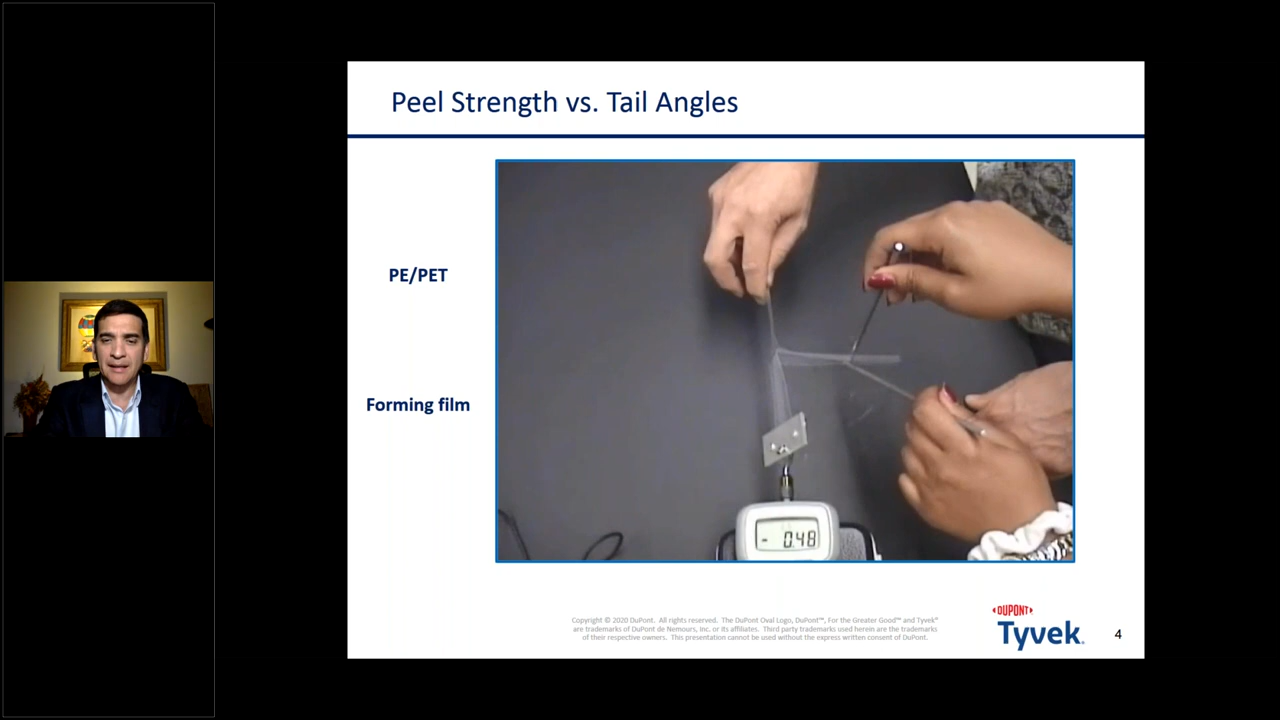 Peel Strength vs. Tail Angles
PE/PET
Forming film
- 0.48
Copyright © 2020 DuPont. All rights reserved. The DuPont Oval Logo, DuPont™, For the Greater Good™ and Tyvek®
are trademarks of DuPont de Nemours, Inc. or its affiliates. Third party trademarks used herein are the trademarks
of their respective owners. This presentation cannot be used without the express written consent of DuPont.
DUPONT
Tyvek®
4